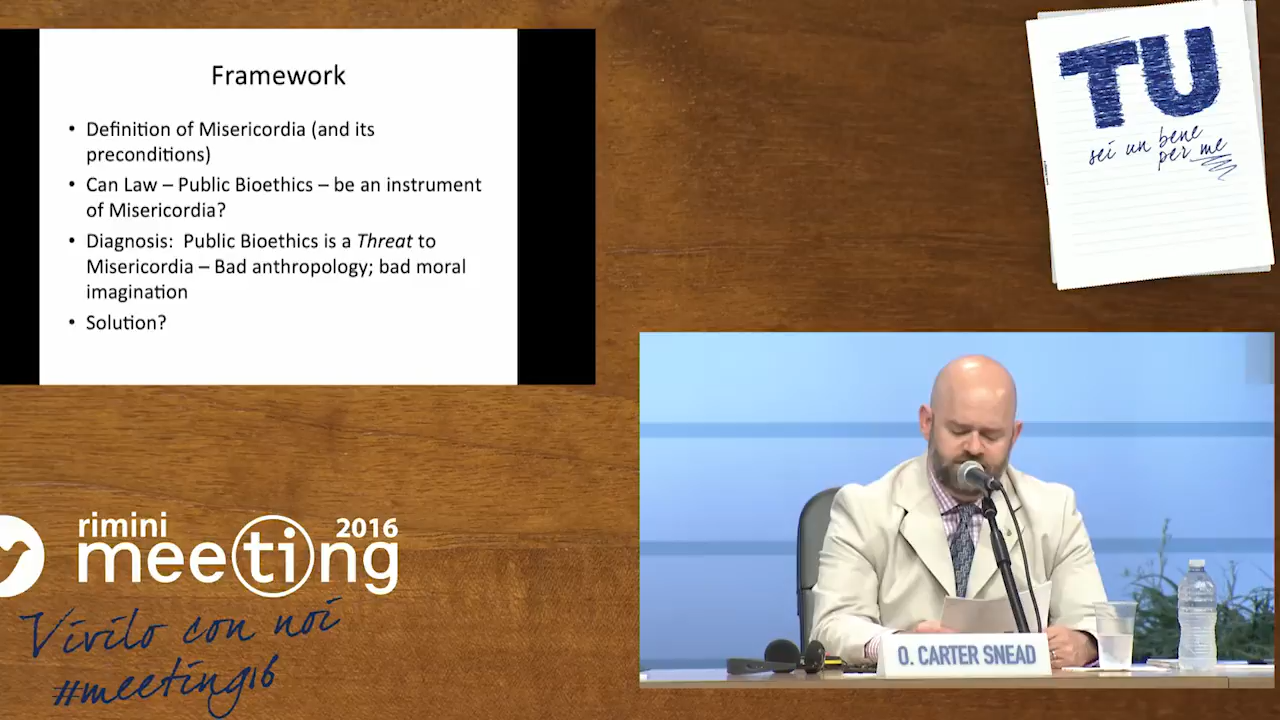 Framework
• Definition of Misericordia (and its
preconditions)
• Can Law – Public Bioethics – be an instrument
of Misericordia?
• Diagnosis: Public Bioethics is a Threat to
Misericordia – Bad anthropology; bad moral
imagination
• Solution?
TU
sei un bene
per me
O. CARTER SNEAD
rimini 2016
meeting
Vivilo con noi
#meeting16